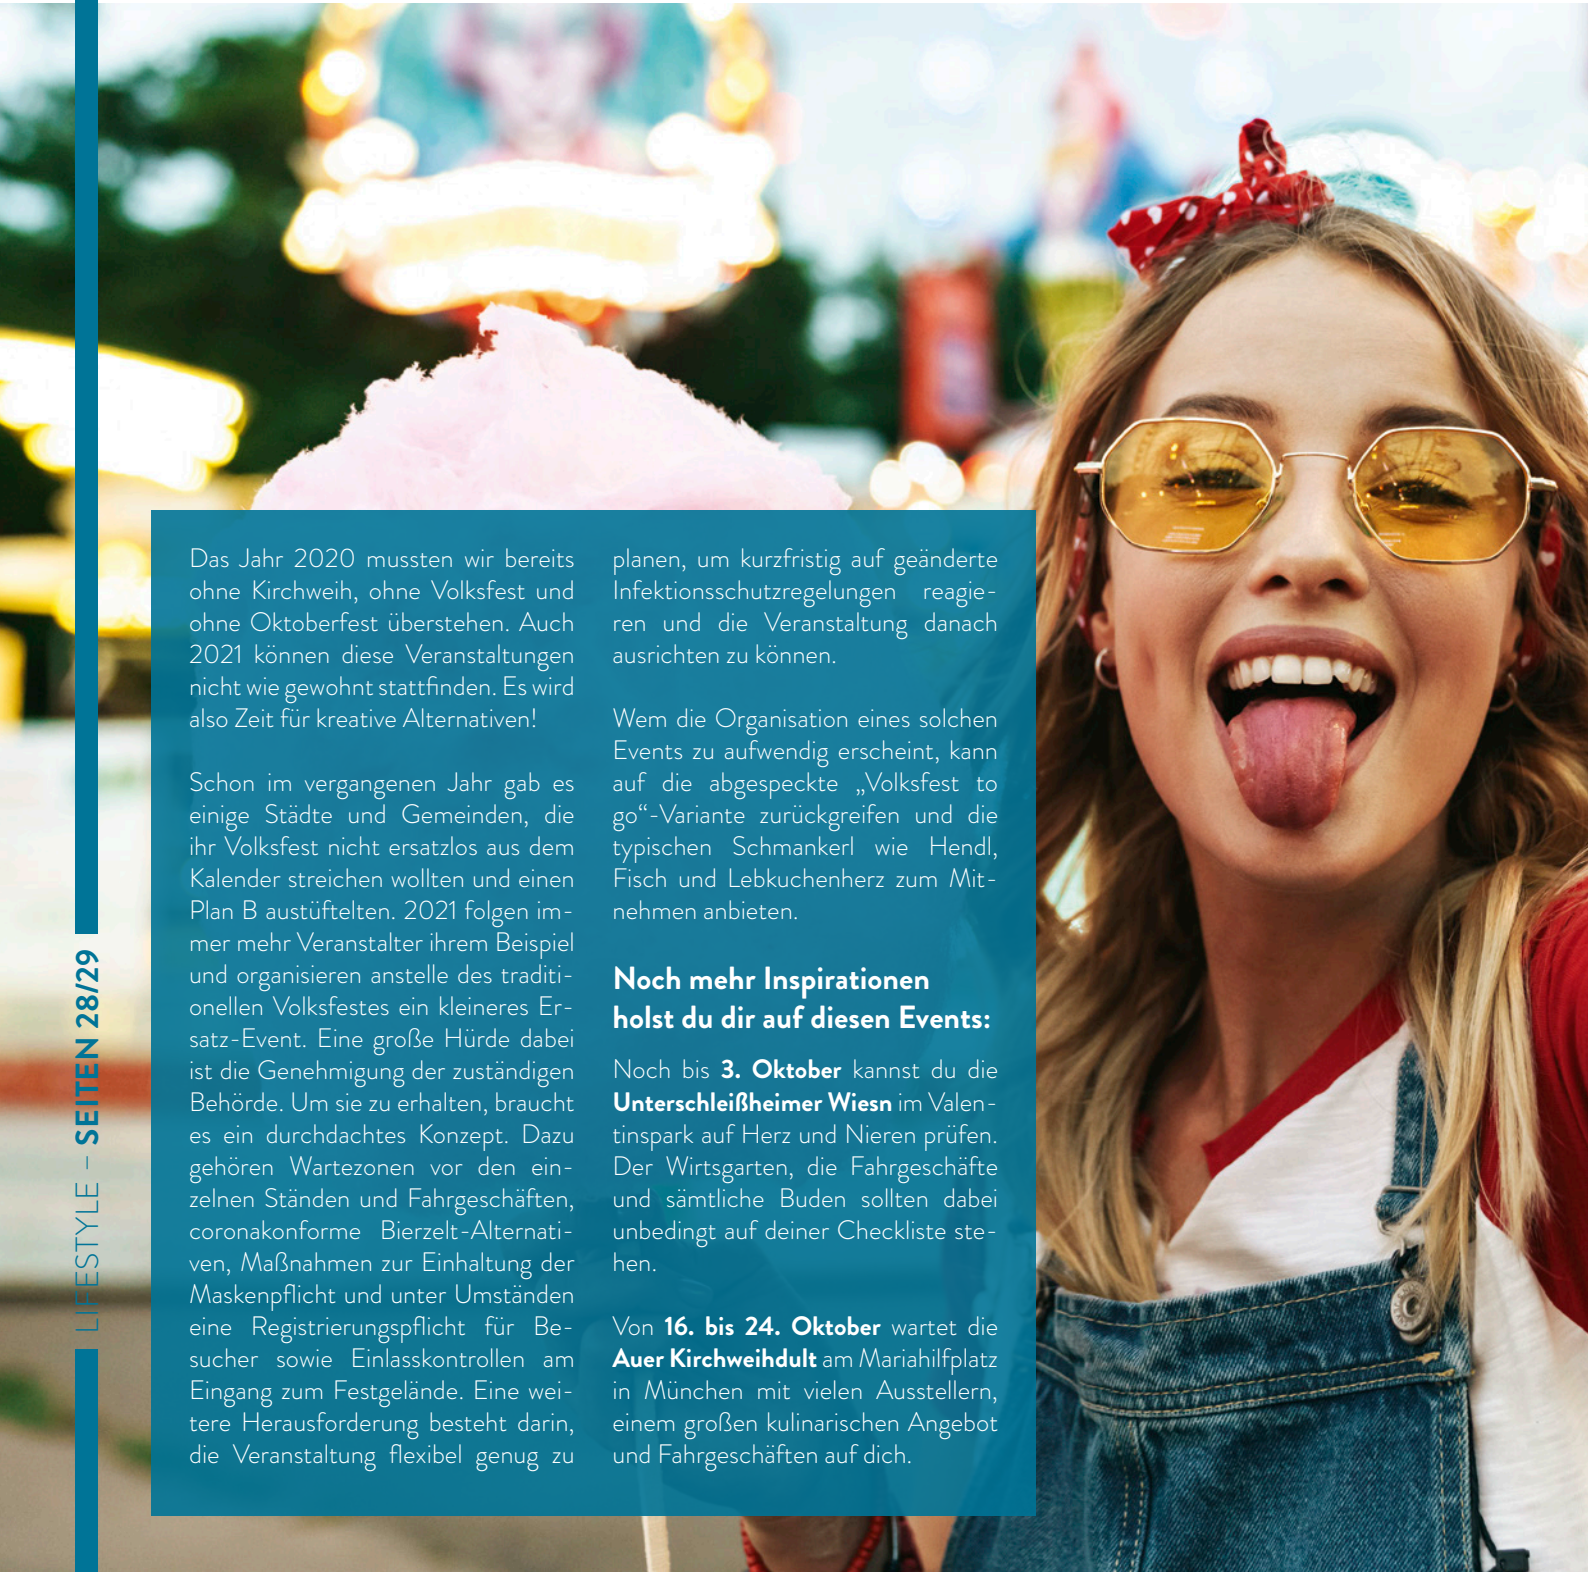 Das Jahr 2020 mussten wir bereits
ohne Kirchweih, ohne Volksfest und
ohne Oktoberfest überstehen. Auch
2021 können diese Veranstaltungen
nicht wie gewohnt stattfinden. Es wird
also Zeit für kreative Alternativen!
Schon im vergangenen Jahr gab es
einige Städte und Gemeinden, die
ihr Volksfest nicht ersatzlos aus dem
Kalender streichen wollten und einen
Plan B austüftelten. 2021 folgen im-
mer mehr Veranstalter ihrem Beispiel
und organisieren anstelle des traditi-
onellen Volksfestes ein kleineres Er-
satz-Event. Eine große Hürde dabei
ist die Genehmigung der zuständigen
Behörde. Um sie zu erhalten, braucht
es ein durchdachtes Konzept. Dazu
gehören Wartezonen vor den ein-
zelnen Ständen und Fahrgeschäften,
coronakonforme Bierzelt-Alternati-
ven, Maßnahmen zur Einhaltung der
Maskenpflicht und unter Umständen
eine Registrierungspflicht für Be-
sucher sowie Einlasskontrollen am
Eingang zum Festgelände. Eine wei-
tere Herausforderung besteht darin,
die Veranstaltung flexibel genug zu
planen, um kurzfristig auf geänderte
Infektionsschutzregelungen reagie-
ren und die Veranstaltung danach
ausrichten zu können.
Wem die Organisation eines solchen
Events zu aufwendig erscheint, kann
auf die abgespeckte „Volksfest to
go“-Variante zurückgreifen und die
typischen Schmankerl wie Hendl,
Fisch und Lebkuchenherz zum Mit-
nehmen anbieten.
Noch mehr Inspirationen
holst du dir auf diesen Events:
Noch bis 3. Oktober kannst du die
Unterschleißheimer Wiesn im Valen-
tinspark auf Herz und Nieren prüfen.
Der Wirtsgarten, die Fahrgeschäfte
und sämtliche Buden sollten dabei
unbedingt auf deiner Checkliste ste-
hen.
Von 16. bis 24. Oktober wartet die
Auer Kirchweihdult am Mariahilfplatz
in München mit vielen Ausstellern,
einem großen kulinarischen Angebot
und Fahrgeschäften auf dich.
LIFESTYLE – SEITEN 28/29